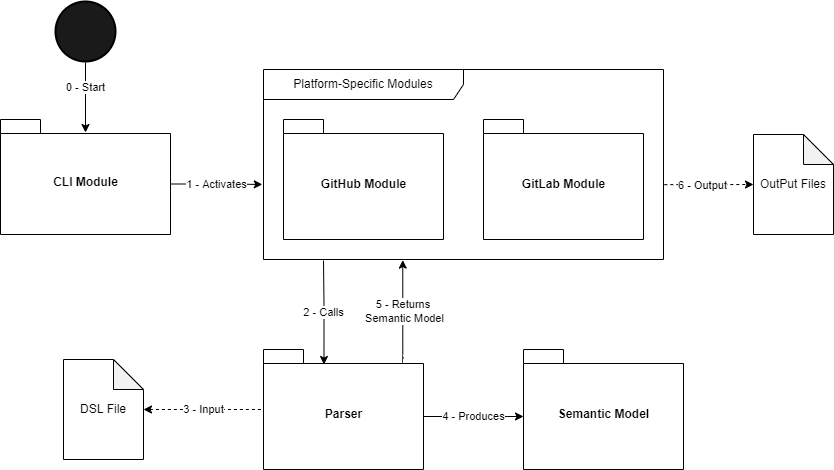 0 - Start
Platform-Specific Modules
CLI Module
1 - Activates
GitHub Module
GitLab Module
6 - Output
OutPut Files
2 - Calls
5 - Returns
Semantic Model
DSL File
3 - Input
Parser
4 - Produces
Semantic Model